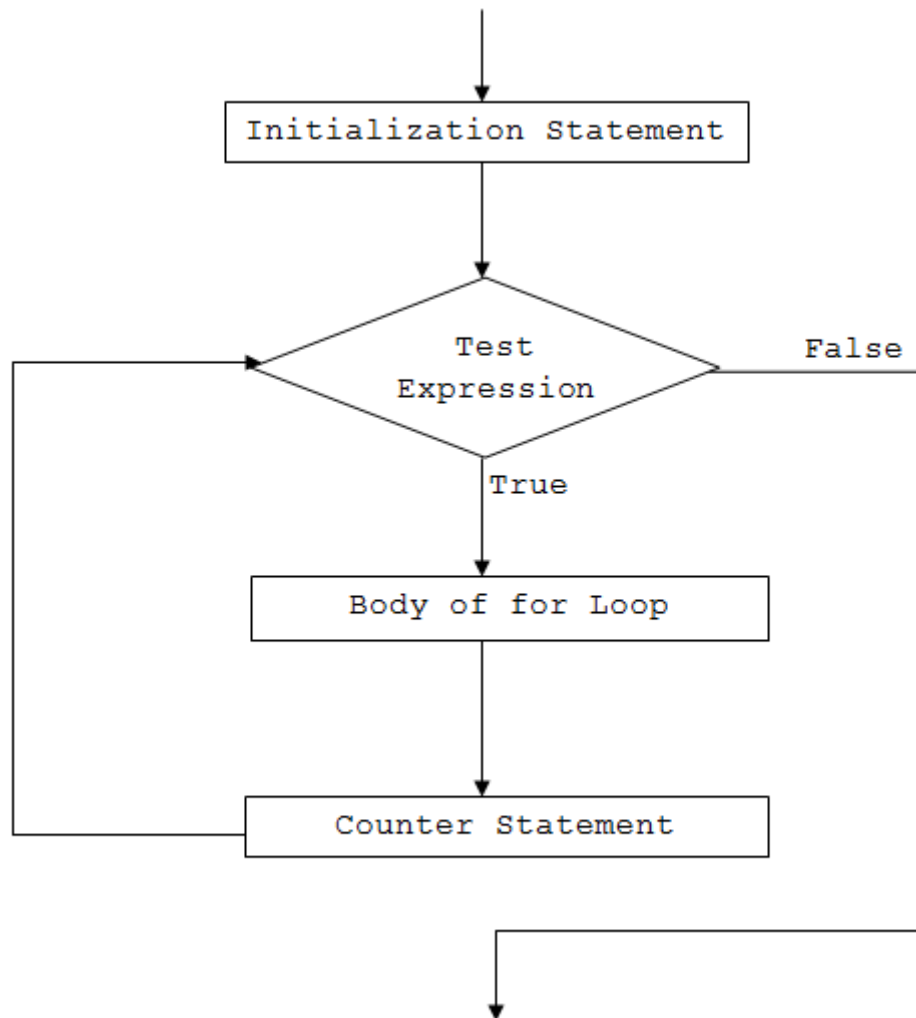 Initialization Statement
Test
Expression
False
True
Body of for Loop
Counter Statement